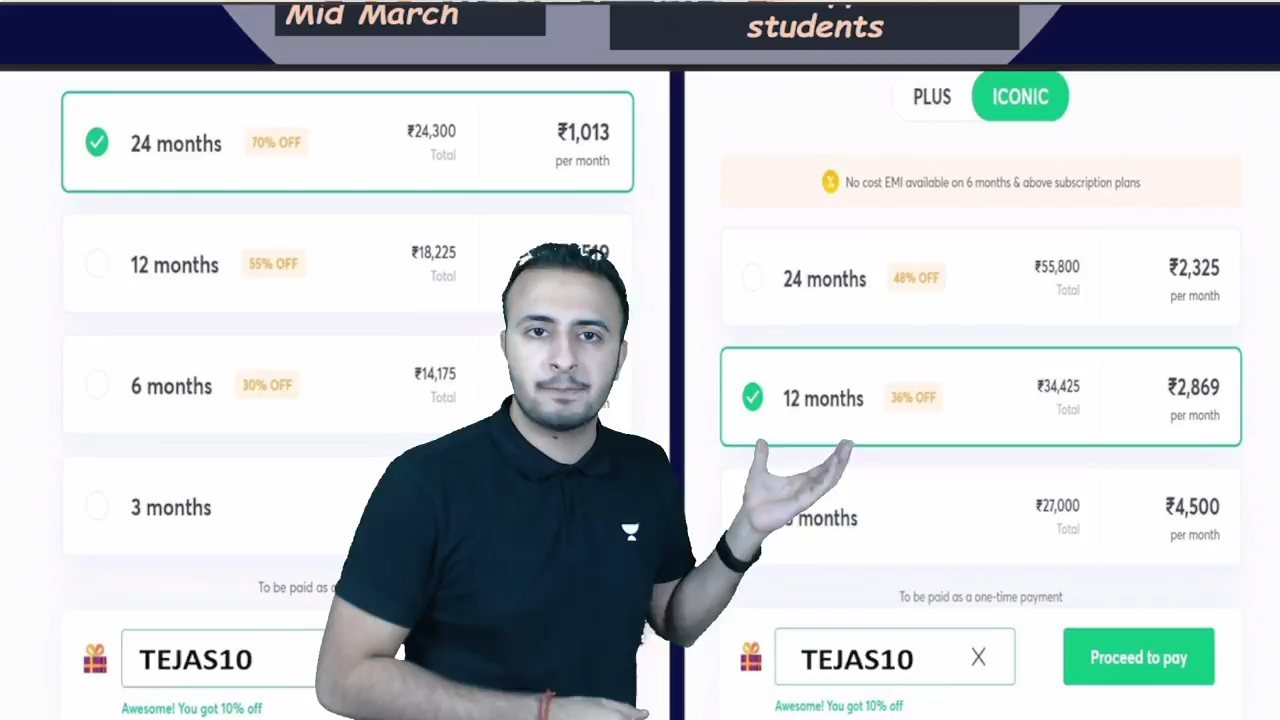 Mid March
students
24 months 70% OFF ₹24,300 Total ₹1,013 per month
12 months 55% OFF ₹18,225 Total
6 months 30% OFF ₹14,175 Total
3 months
To be paid as a
TEJAS10
Awesome! You got 10% off
PLUS ICONIC
No cost EMI available on 6 months & above subscription plans
24 months 48% OFF ₹55,800 Total ₹2,325 per month
12 months 36% OFF ₹34,425 Total ₹2,869 per month
months ₹27,000 Total ₹4,500 per month
To be paid as a one-time payment
TEJAS10 X Proceed to pay
Awesome! You got 10% off